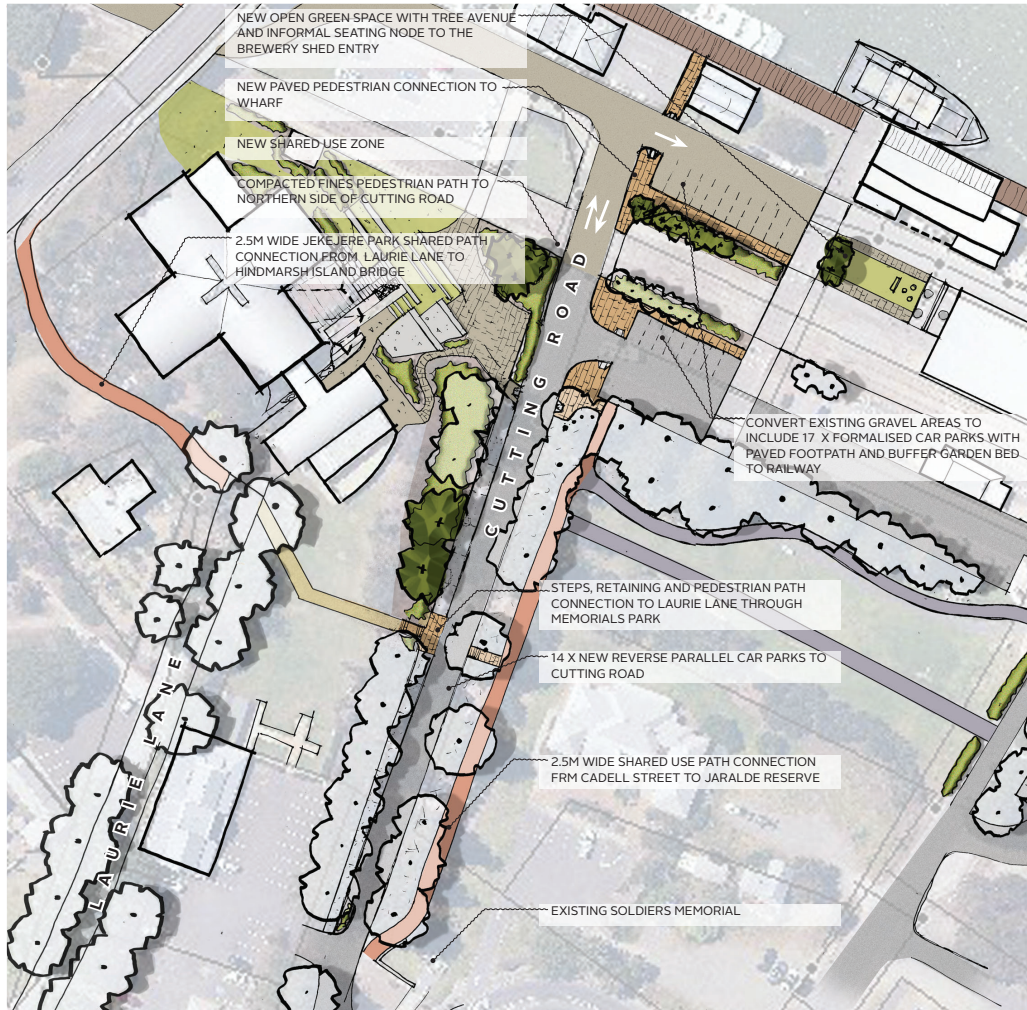 NEW OPEN GREEN SPACE WITH TREE AVENUE
AND INFORMAL SEATING NODE TO THE
BREWERY SHED ENTRY
NEW PAVED PEDESTRIAN CONNECTION TO
WHARF
NEW SHARED USE ZONE
COMPACTED FINES PEDESTRIAN PATH TO
NORTHERN SIDE OF CUTTING ROAD
2.5M WIDE JEKEJERE PARK SHARED PATH
CONNECTION FROM LAURIE LANE TO
HINDMARSH ISLAND BRIDGE
CUTTING ROAD
CONVERT EXISTING GRAVEL AREAS TO
INCLUDE 17 X FORMALISED CAR PARKS WITH
PAVED FOOTPATH AND BUFFER GARDEN BED
TO RAILWAY
STEPS, RETAINING AND PEDESTRIAN PATH
CONNECTION TO LAURIE LANE THROUGH
MEMORIALS PARK
14 X NEW REVERSE PARALLEL CAR PARKS TO
CUTTING ROAD
LAURIE LANE
2.5M WIDE SHARED USE PATH CONNECTION
FRM CADELL STREET TO JARALDE RESERVE
EXISTING SOLDIERS MEMORIAL